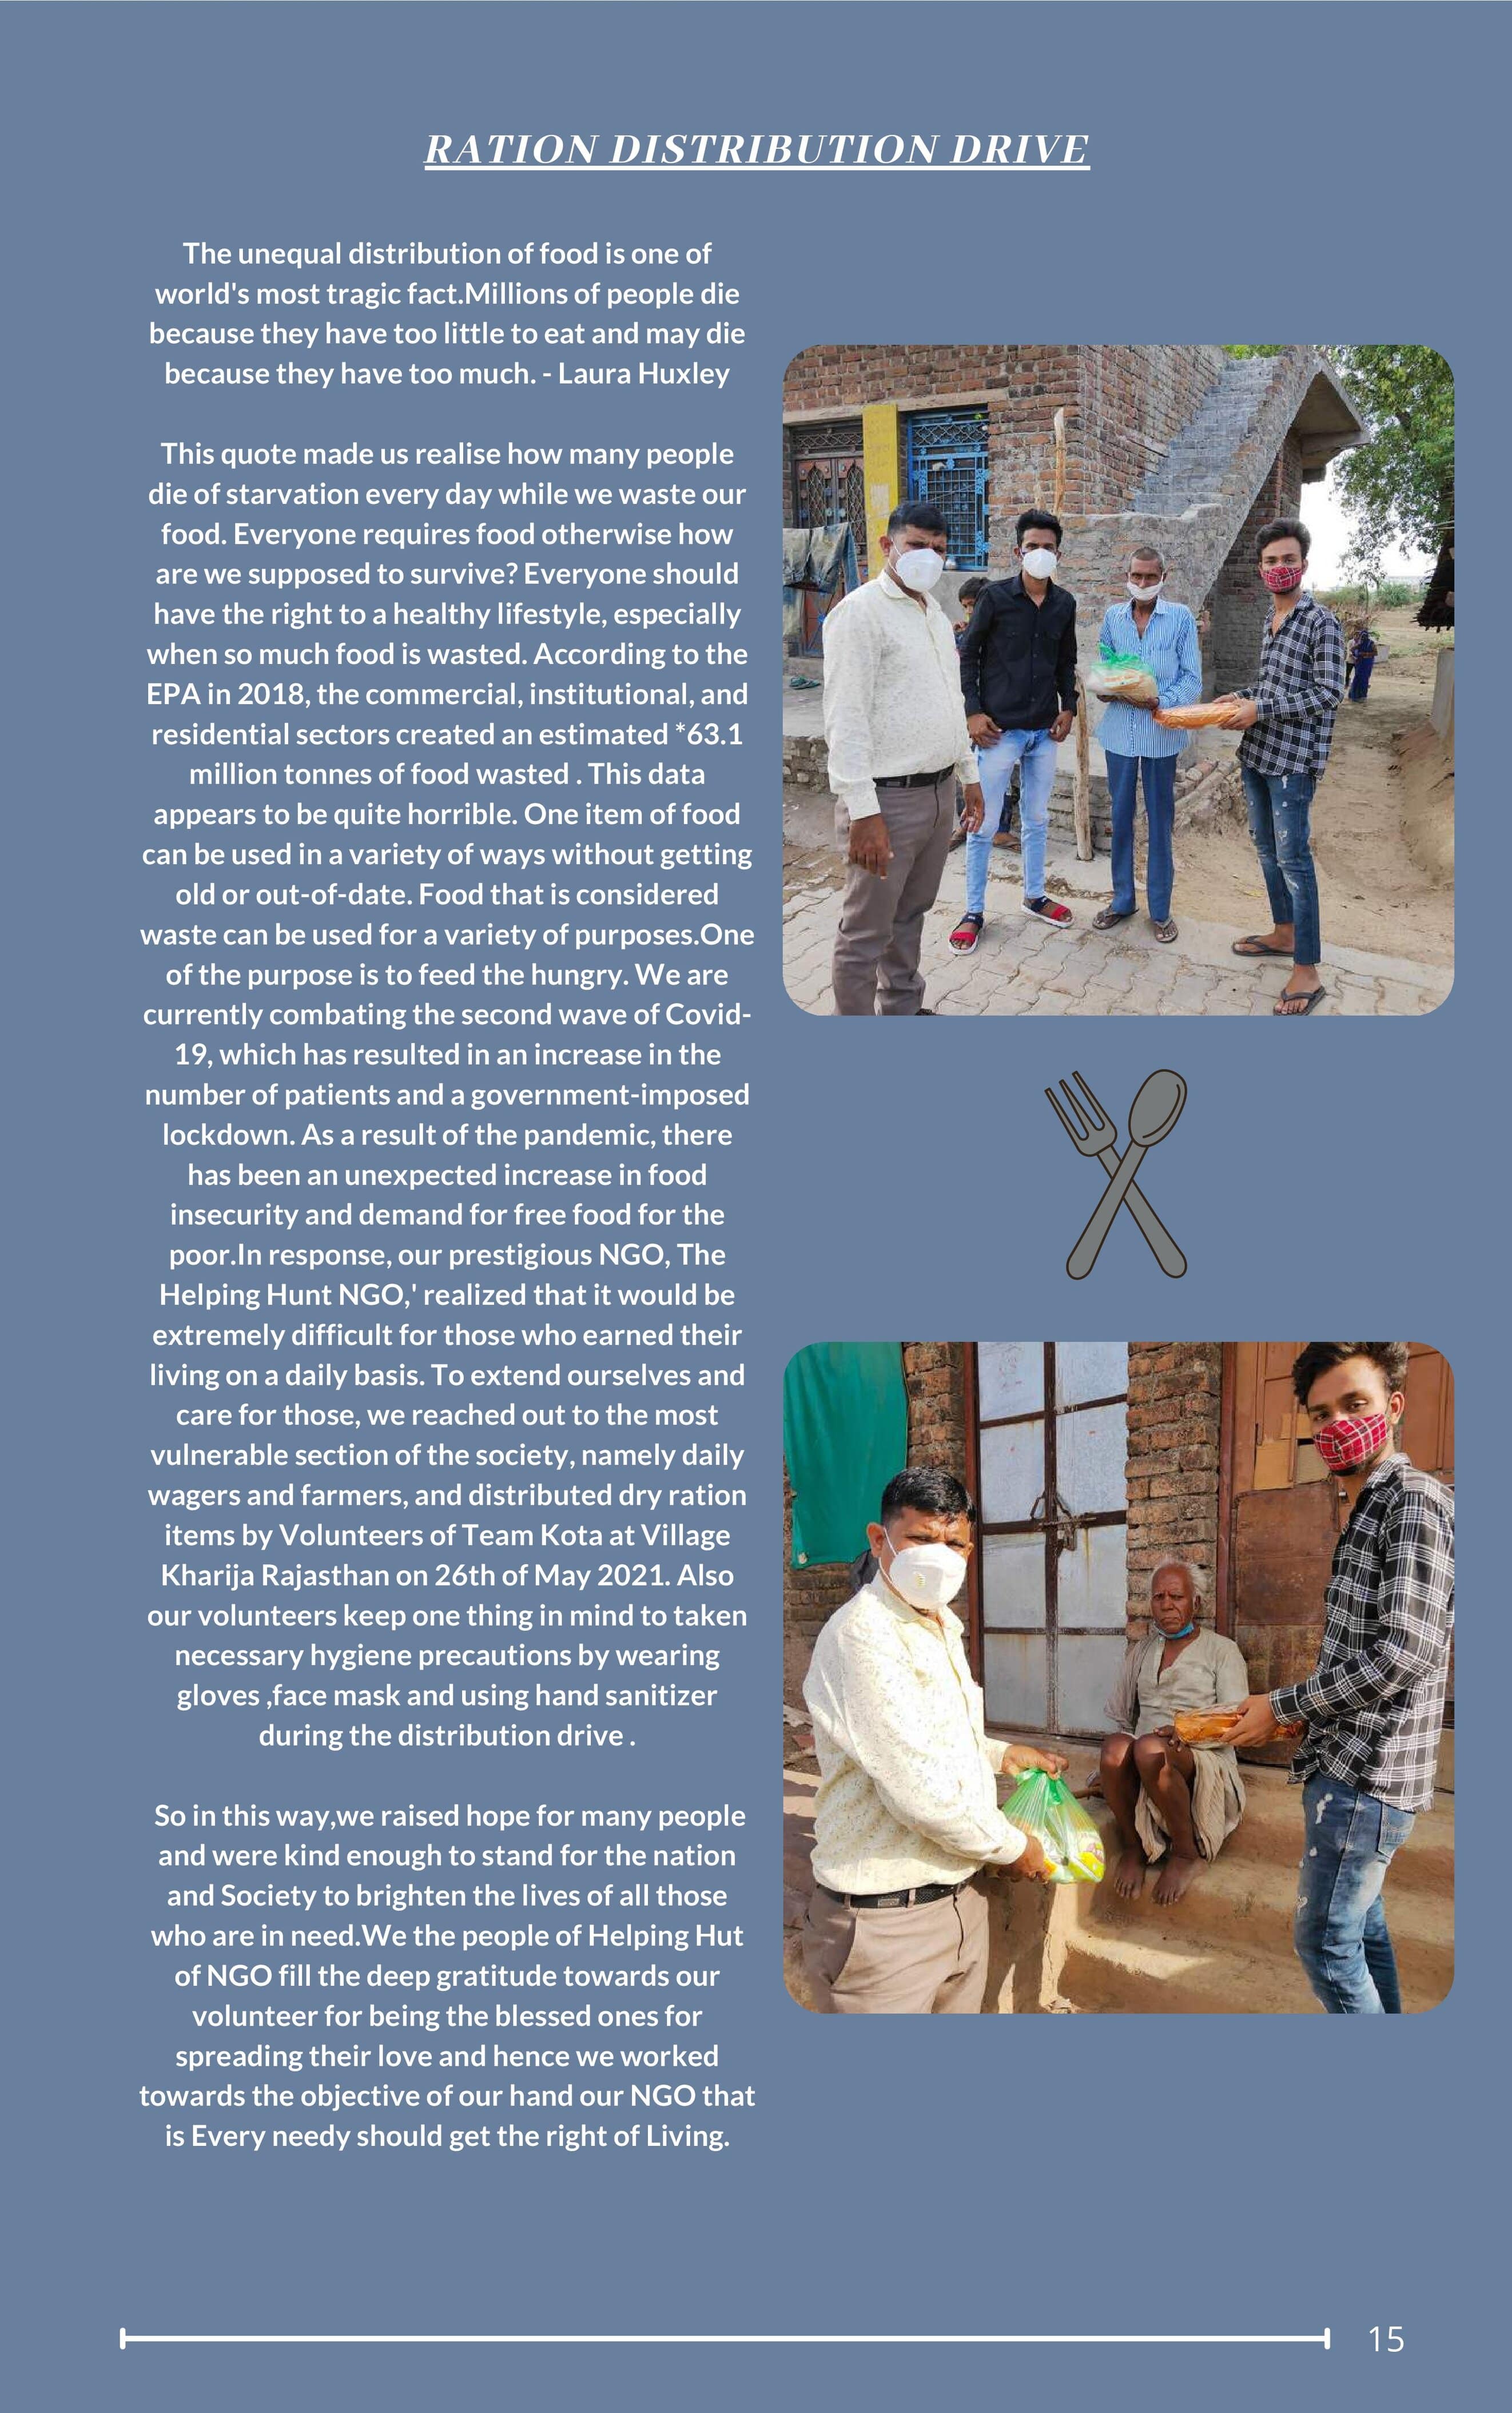 RATION DISTRIBUTION DRIVE
The unequal distribution of food is one of
world's most tragic fact.Millions of people die
because they have too little to eat and may die
because they have too much. - Laura Huxley
This quote made us realise how many people
die of starvation every day while we waste our
food. Everyone requires food otherwise how
are we supposed to survive? Everyone should
have the right to a healthy lifestyle, especially
when so much food is wasted. According to the
EPA in 2018, the commercial, institutional, and
residential sectors created an estimated *63.1
million tonnes of food wasted . This data
appears to be quite horrible. One item of food
can be used in a variety of ways without getting
old or out-of-date. Food that is considered
waste can be used for a variety of purposes.One
of the purpose is to feed the hungry. We are
currently combating the second wave of Covid-
19, which has resulted in an increase in the
number of patients and a government-imposed
lockdown. As a result of the pandemic, there
has been an unexpected increase in food
insecurity and demand for free food for the
poor.In response, our prestigious NGO, The
Helping Hunt NGO,' realized that it would be
extremely difficult for those who earned their
living on a daily basis. To extend ourselves and
care for those, we reached out to the most
vulnerable section of the society, namely daily
wagers and farmers, and distributed dry ration
items by Volunteers of Team Kota at Village
Kharija Rajasthan on 26th of May 2021. Also
our volunteers keep one thing in mind to taken
necessary hygiene precautions by wearing
gloves ,face mask and using hand sanitizer
during the distribution drive .
So in this way,we raised hope for many people
and were kind enough to stand for the nation
and Society to brighten the lives of all those
who are in need.We the people of Helping Hut
of NGO fill the deep gratitude towards our
volunteer for being the blessed ones for
spreading their love and hence we worked
towards the objective of our hand our NGO that
is Every needy should get the right of Living.
15